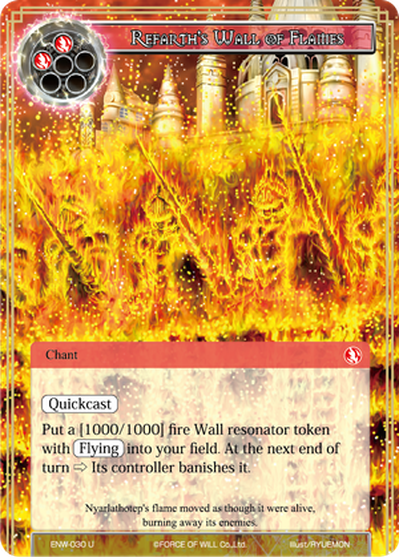 Refarth's Wall of Flames
Chant
Quickcast
Put a [1000/1000] fire Wall resonator token
with Flying into your field. At the next end of
turn ⇨ Its controller banishes it.
Nyarlathotep's flame moved as though it were alive,
burning away its enemies.
ENW-030 U ©FORCE OF WILL Co.,Ltd. Illust/RYUEMON